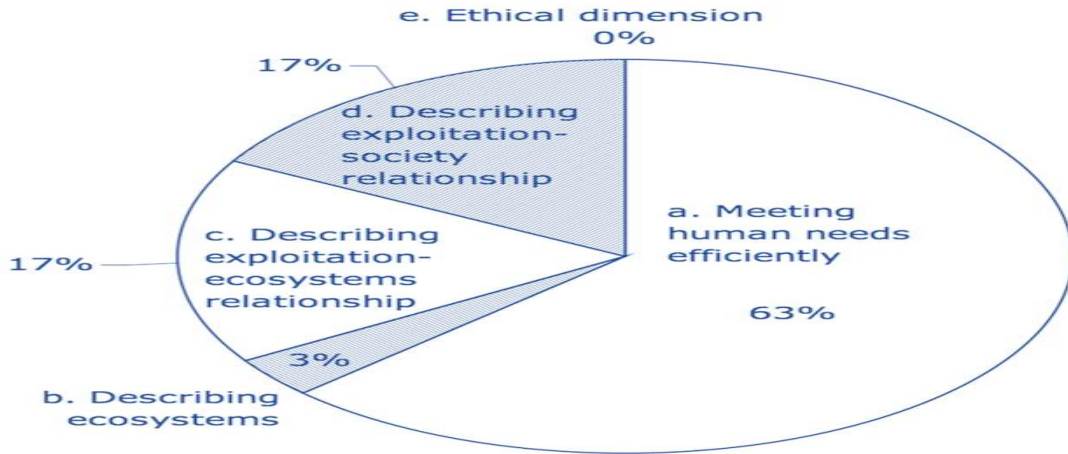 e. Ethical dimension
0%
17%
d. Describing
exploitation-
society
relationship
a. Meeting
human needs
efficiently
63%
c. Describing
exploitation-
ecosystems
relationship
17%
3%
b. Describing
ecosystems